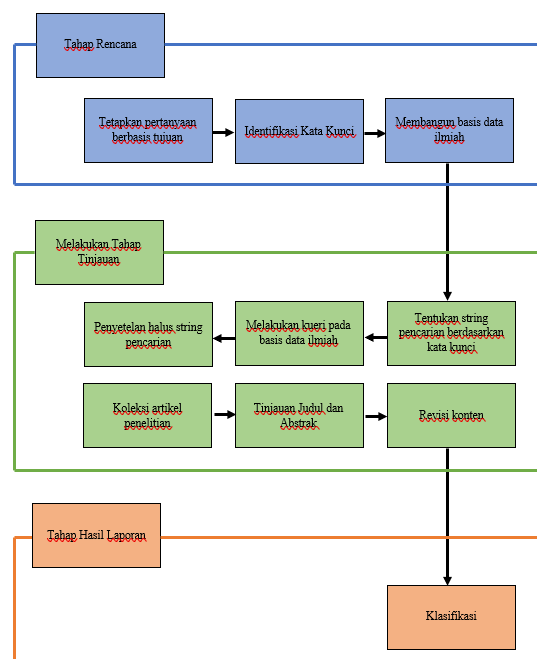 Tahap Rencana
Tetapkan pertanyaan
berbasis tujuan
Identifikasi Kata Kunci
Membangun basis data
ilmiah
Melakukan Tahap
Tinjauan
Penyetelan halus string
pencarian
Melakukan kueri pada
basis data ilmiah
Tentukan string
pencarian berdasarkan
kata kunci
Koleksi artikel
penelitian
Tinjauan Judul dan
Abstrak
Revisi konten
Tahap Hasil Laporan
Klasifikasi